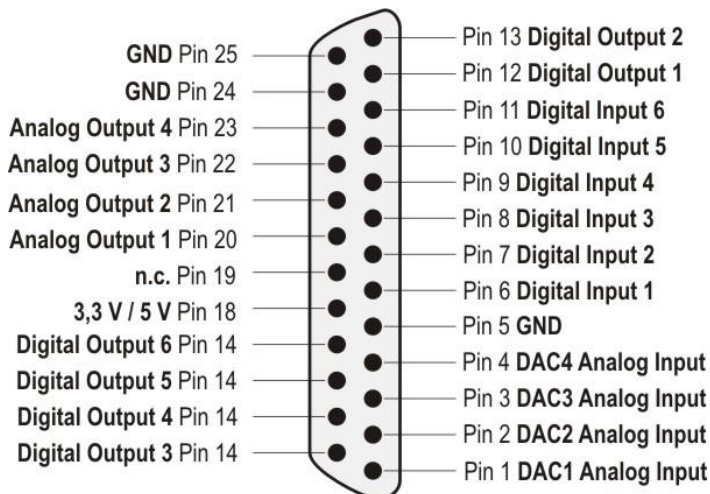 GND Pin 25
GND Pin 24
Analog Output 4 Pin 23
Analog Output 3 Pin 22
Analog Output 2 Pin 21
Analog Output 1 Pin 20
n.c. Pin 19
3,3 V / 5 V Pin 18
Digital Output 6 Pin 14
Digital Output 5 Pin 14
Digital Output 4 Pin 14
Digital Output 3 Pin 14
Pin 13 Digital Output 2
Pin 12 Digital Output 1
Pin 11 Digital Input 6
Pin 10 Digital Input 5
Pin 9 Digital Input 4
Pin 8 Digital Input 3
Pin 7 Digital Input 2
Pin 6 Digital Input 1
Pin 5 GND
Pin 4 DAC4 Analog Input
Pin 3 DAC3 Analog Input
Pin 2 DAC2 Analog Input
Pin 1 DAC1 Analog Input